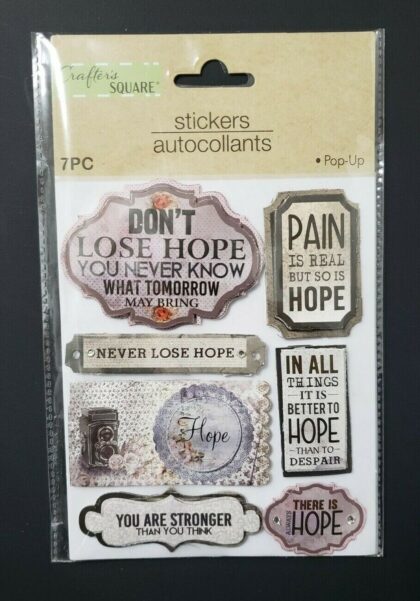 Crafter's
SQUARE®
stickers
autocollants
7PC
• Pop-Up
DON'T
LOSE HOPE
YOU NEVER KNOW
WHAT TOMORROW
MAY BRING
PAIN
IS REAL
BUT SO IS
HOPE
NEVER LOSE HOPE
IN ALL
THINGS
IT IS
BETTER TO
HOPE
THAN TO
DESPAIR
Hope
YOU ARE STRONGER
THAN YOU THINK
THERE IS
ALWAYS
HOPE